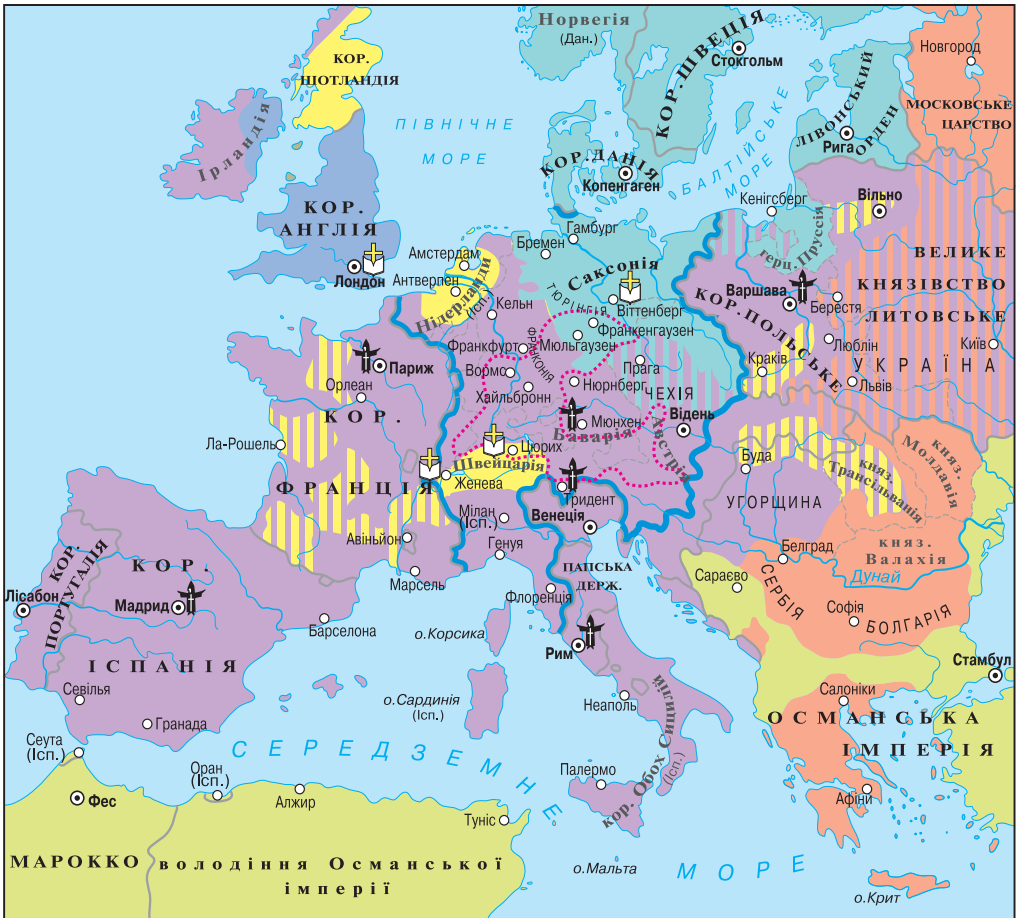 Норвегія
(Дан.)
КОР. ШВЕЦІЯ
Стокгольм
Новгород
МОСКОВСЬКЕ
ЦАРСТВО
КОР.
ШОТЛАНДІЯ
Ірландія
ПІВНІЧНЕ
МОРЕ
КОР. ДАНІЯ
Копенгаген
БАЛТІЙСЬКЕ
МОРЕ
ЛІВОНСЬКИЙ
ОРДЕН
Рига
КОР.
АНГЛІЯ
Лондон
Кенігсберг
герц. Пруссія
Вільно
ВЕЛИКЕ
КНЯЗІВСТВО
ЛИТОВСЬКЕ
Гамбург
Бремен
Амстердам
Антверпен
Нідерланди
(Ісп.)
Саксонія
ТЮРІНГІЯ
Віттенберг
Кельн
Франкенгаузен
Мюльгаузен
Франкфурт
ФРАНКОНІЯ
Вормс
Хайльбронн
Нюрнберг
Прага
ЧЕХІЯ
Варшава
КОР. ПОЛЬСЬКЕ
Берестя
Люблін
Краків
Львів
Київ
УКРАЇНА
Париж
Орлеан
КОР.
ФРАНЦІЯ
Ла-Рошель
Мюнхен
Баварія
Австрія
Відень
Цюрих
Швейцарія
Женева
Тридент
Мілан
(Ісп.)
Венеція
Генуя
Авіньйон
Марсель
Буда
УГОРЩИНА
княз.
Трансільванія
княз.
Молдавія
княз.
Валахія
Дунай
Белград
Сараєво
СЕРБІЯ
Софія
БОЛГАРІЯ
ПАПСЬКА
ДЕРЖ.
Флоренція
Рим
КОР.
ПОРТУГАЛІЯ
Лісабон
КОР.
Мадрид
ІСПАНІЯ
Барселона
Севілья
Гранада
о.Корсика
о.Сардинія
(Ісп.)
Неаполь
кор. Обох Сицилій
(Ісп.)
Палермо
Стамбул
Салоніки
ОСМАНСЬКА
ІМПЕРІЯ
Афіни
Сеута
(Ісп.)
Оран
(Ісп.)
СЕРЕДЗЕМНЕ
МОРЕ
Фес
Алжир
Туніс
МАРОККО
володіння Османської
імперії
о.Мальта
о.Крит